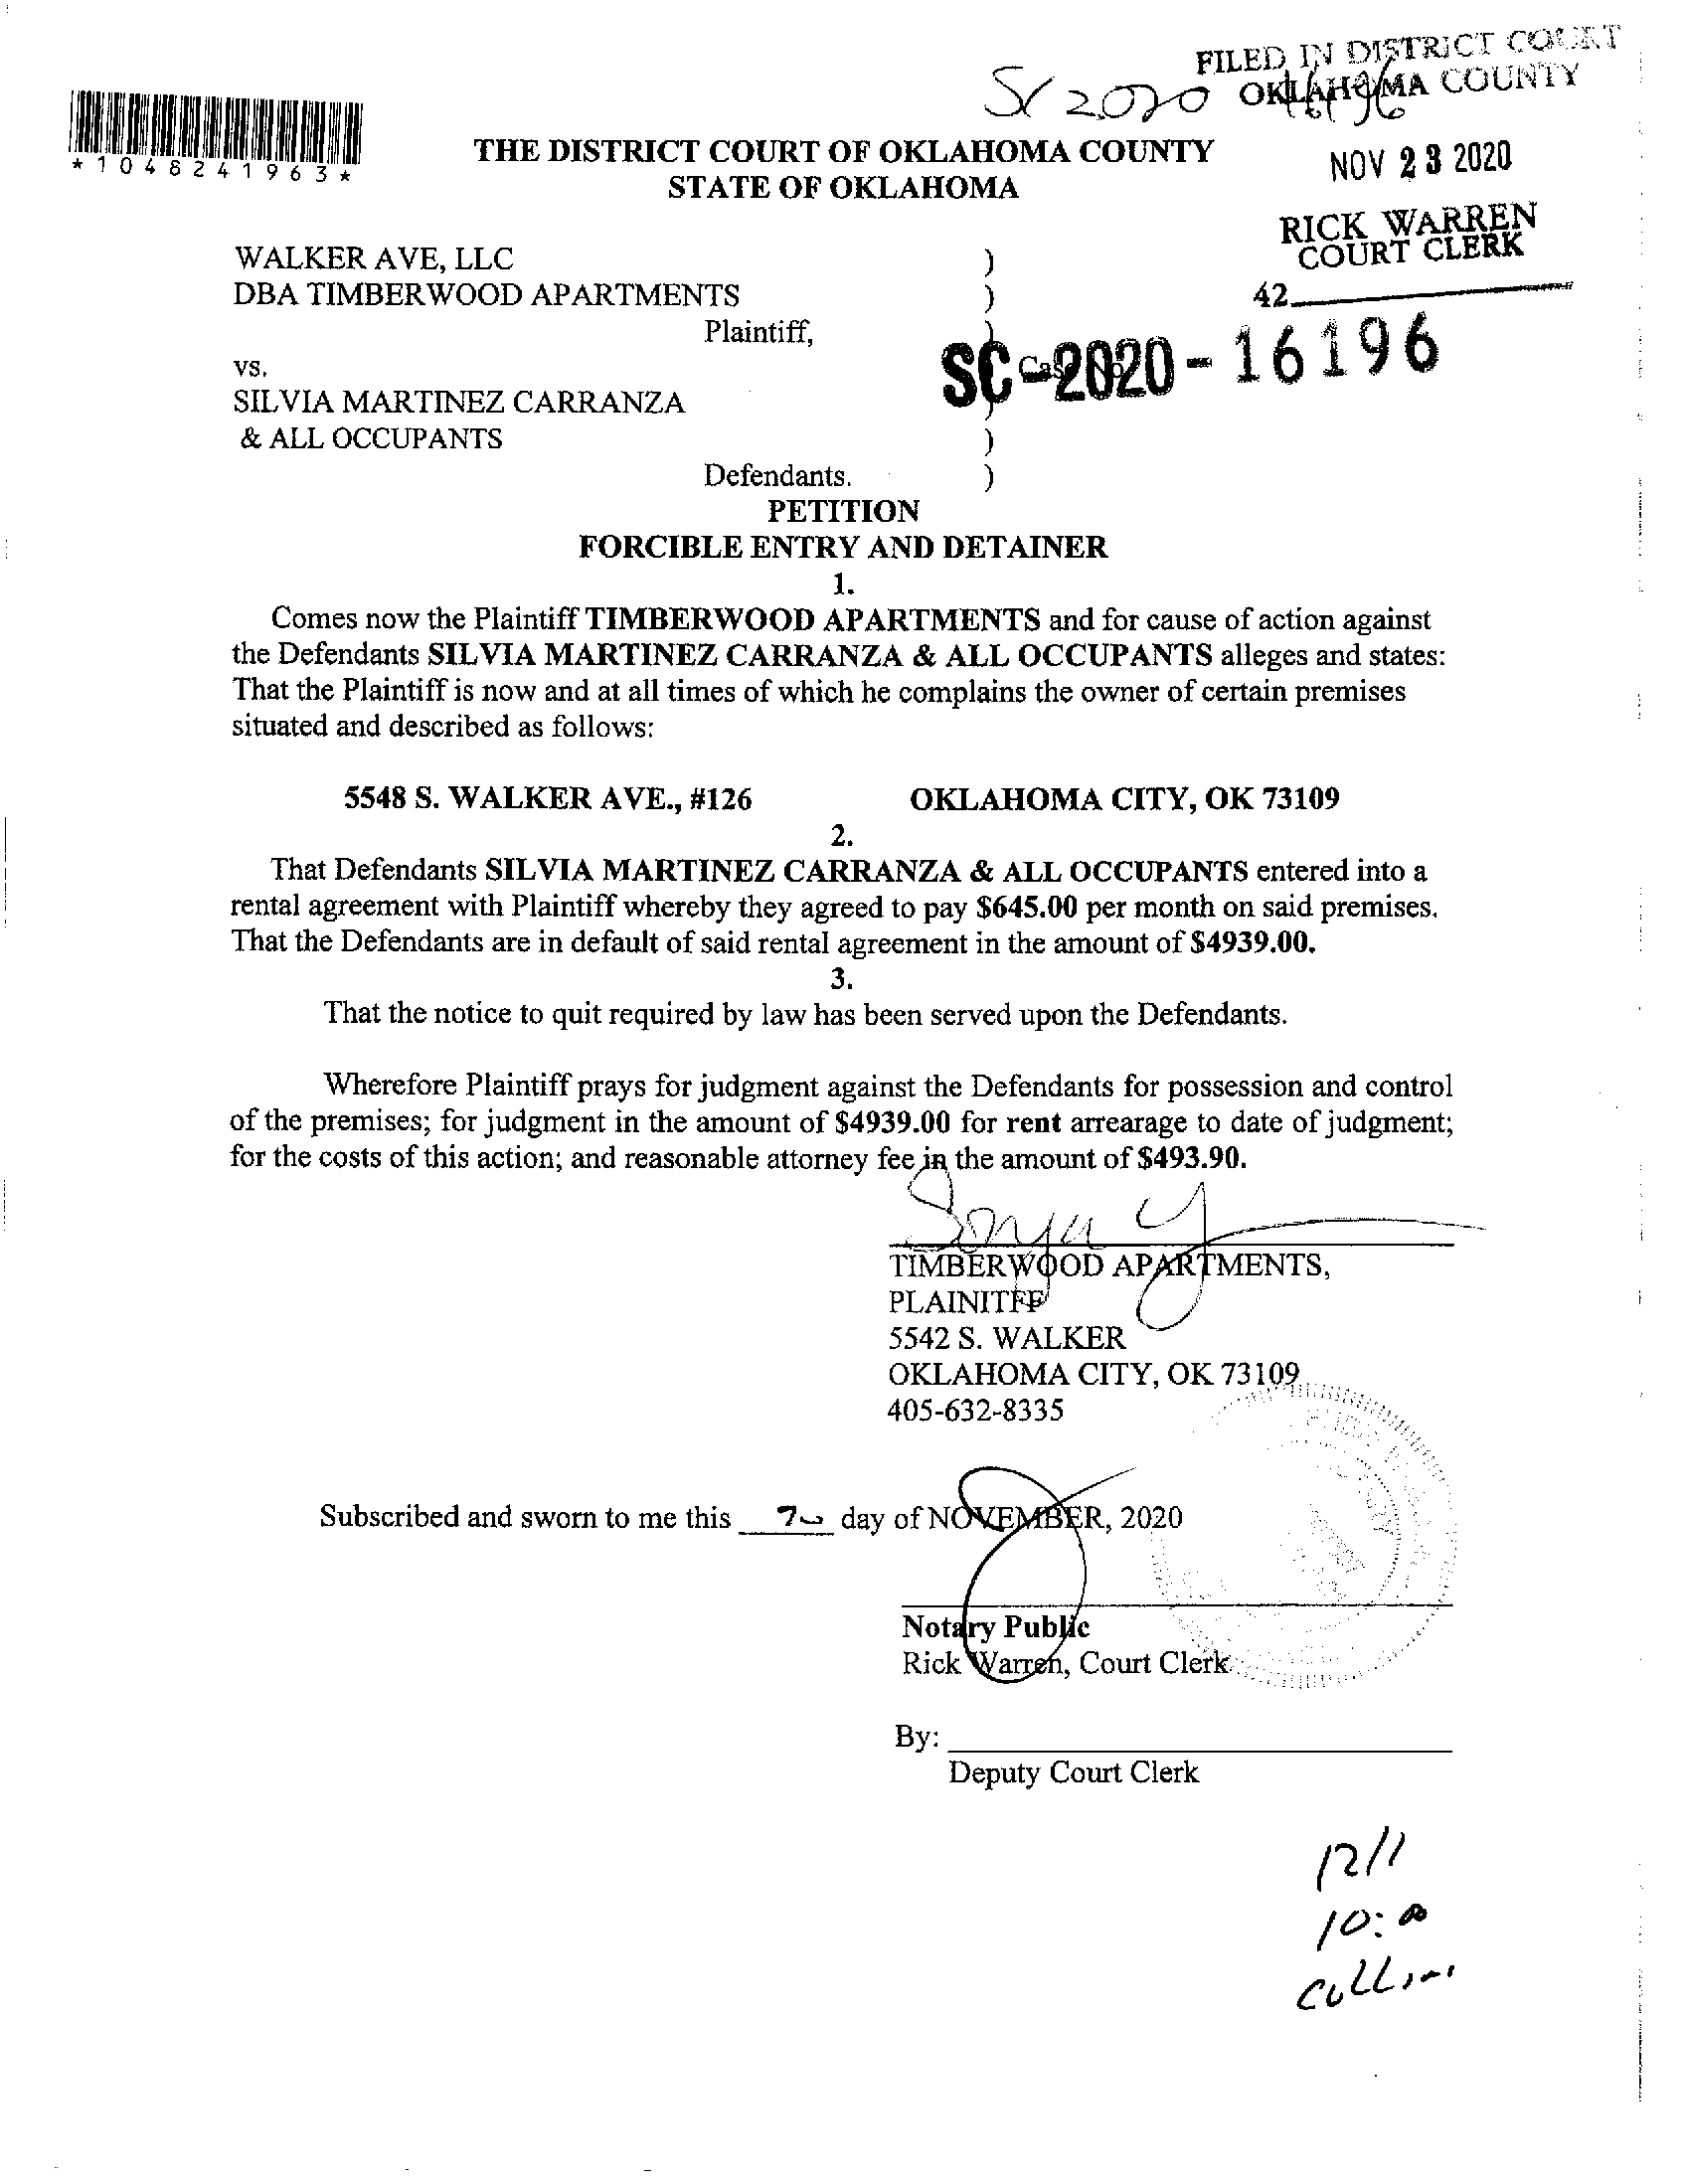 FILED IN DISTRICT COURT
OKLAHOMA COUNTY
SC 2020 16196
*1048241963*
THE DISTRICT COURT OF OKLAHOMA COUNTY
STATE OF OKLAHOMA
NOV 23 2020
RICK WARREN
COURT CLERK
42
WALKER AVE, LLC )
DBA TIMBERWOOD APARTMENTS )
Plaintiff, )
vs.
SC-2020-16196
SILVIA MARTINEZ CARRANZA )
& ALL OCCUPANTS )
Defendants. )
PETITION
FORCIBLE ENTRY AND DETAINER
1.
Comes now the Plaintiff TIMBERWOOD APARTMENTS and for cause of action against
the Defendants SILVIA MARTINEZ CARRANZA & ALL OCCUPANTS alleges and states:
That the Plaintiff is now and at all times of which he complains the owner of certain premises
situated and described as follows:
5548 S. WALKER AVE., #126 OKLAHOMA CITY, OK 73109
2.
That Defendants SILVIA MARTINEZ CARRANZA & ALL OCCUPANTS entered into a
rental agreement with Plaintiff whereby they agreed to pay $645.00 per month on said premises.
That the Defendants are in default of said rental agreement in the amount of $4939.00.
3.
That the notice to quit required by law has been served upon the Defendants.
Wherefore Plaintiff prays for judgment against the Defendants for possession and control
of the premises; for judgment in the amount of $4939.00 for rent arrearage to date of judgment;
for the costs of this action; and reasonable attorney fee in the amount of $493.90.
Sonya
TIMBERWOOD APARTMENTS,
PLAINITFF
5542 S. WALKER
OKLAHOMA CITY, OK 73109
405-632-8335
Subscribed and sworn to me this day of NOVEMBER, 2020
Notary Public
Rick Warren, Court Clerk
By:
Deputy Court Clerk
12/1
10:00
Collins